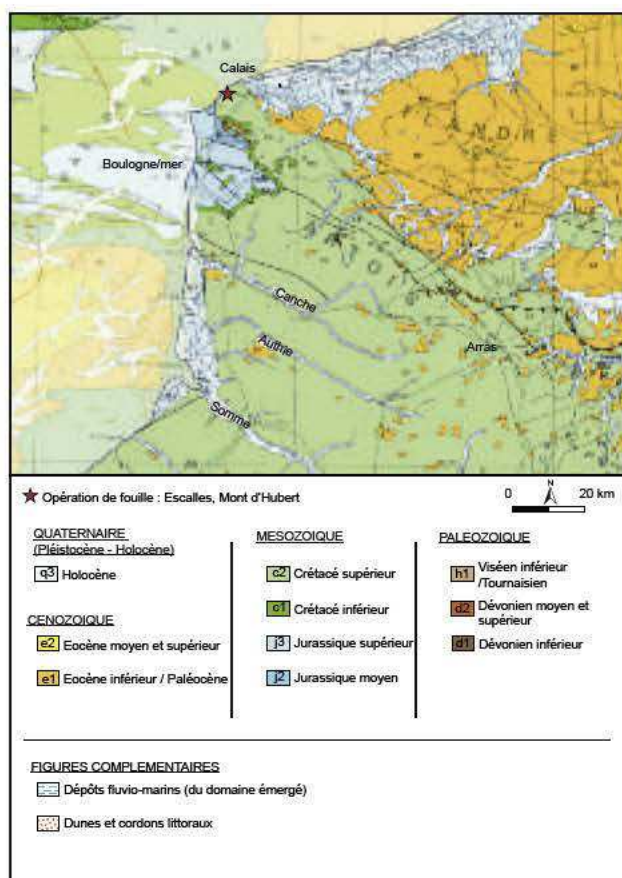 Calais
FLANDRE
Boulogne/mer
ARTOIS
Canche
Authie
Arras
Somme
Opération de fouille : Escalles, Mont d'Hubert
0 N 20 km
QUATERNAIRE
(Pléistocène - Holocène)
q3 Holocène
CENOZOIQUE
e2 Eocène moyen et supérieur
e1 Eocène inférieur / Paléocène
MESOZOIQUE
c2 Crétacé supérieur
c1 Crétacé inférieur
j3 Jurassique supérieur
j2 Jurassique moyen
PALEOZOIQUE
h1 Viséen inférieur
/Tournaisien
d2 Dévonien moyen et
supérieur
d1 Dévonien inférieur
FIGURES COMPLEMENTAIRES
Dépôts fluvio-marins (du domaine émergé)
Dunes et cordons littoraux